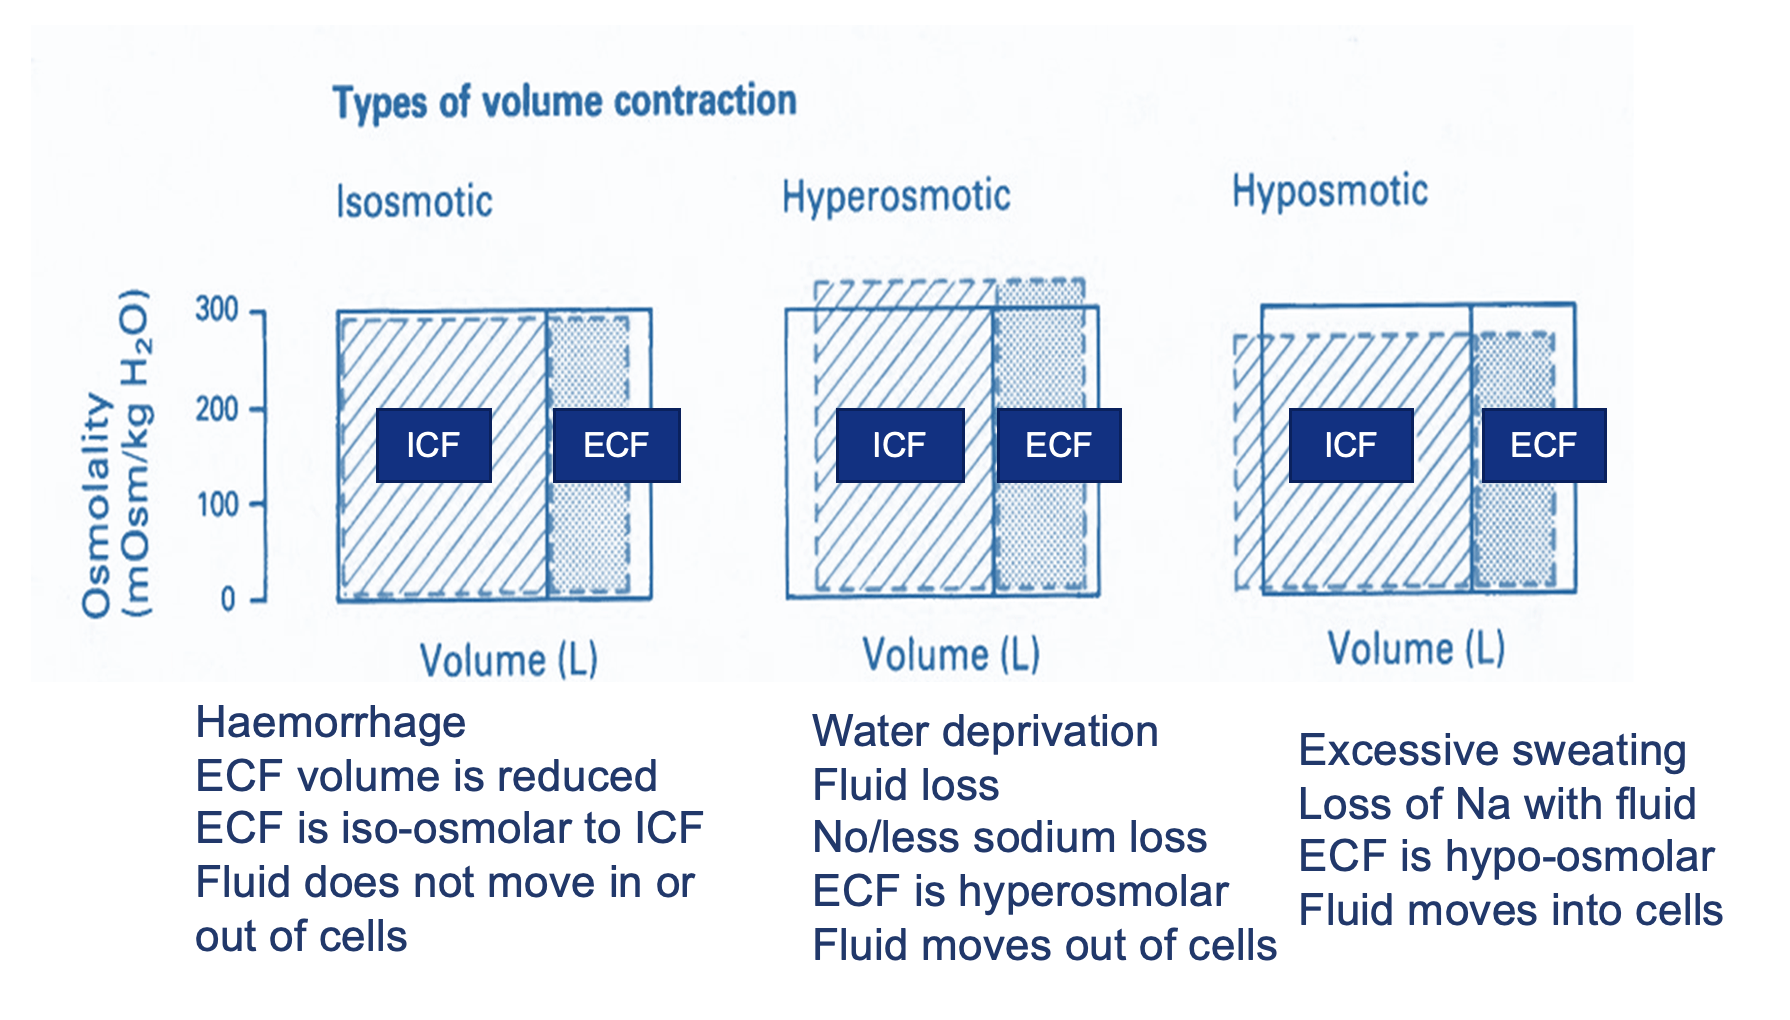 Types of volume contraction
Isosmotic
Hyperosmotic
Hyposmotic
Osmolality
(mOsm/kg H₂O)
300
200
100
0
ICF
ECF
ICF
ECF
ICF
ECF
Volume (L)
Volume (L)
Volume (L)
Haemorrhage
ECF volume is reduced
ECF is iso-osmolar to ICF
Fluid does not move in or
out of cells
Water deprivation
Fluid loss
No/less sodium loss
ECF is hyperosmolar
Fluid moves out of cells
Excessive sweating
Loss of Na with fluid
ECF is hypo-osmolar
Fluid moves into cells